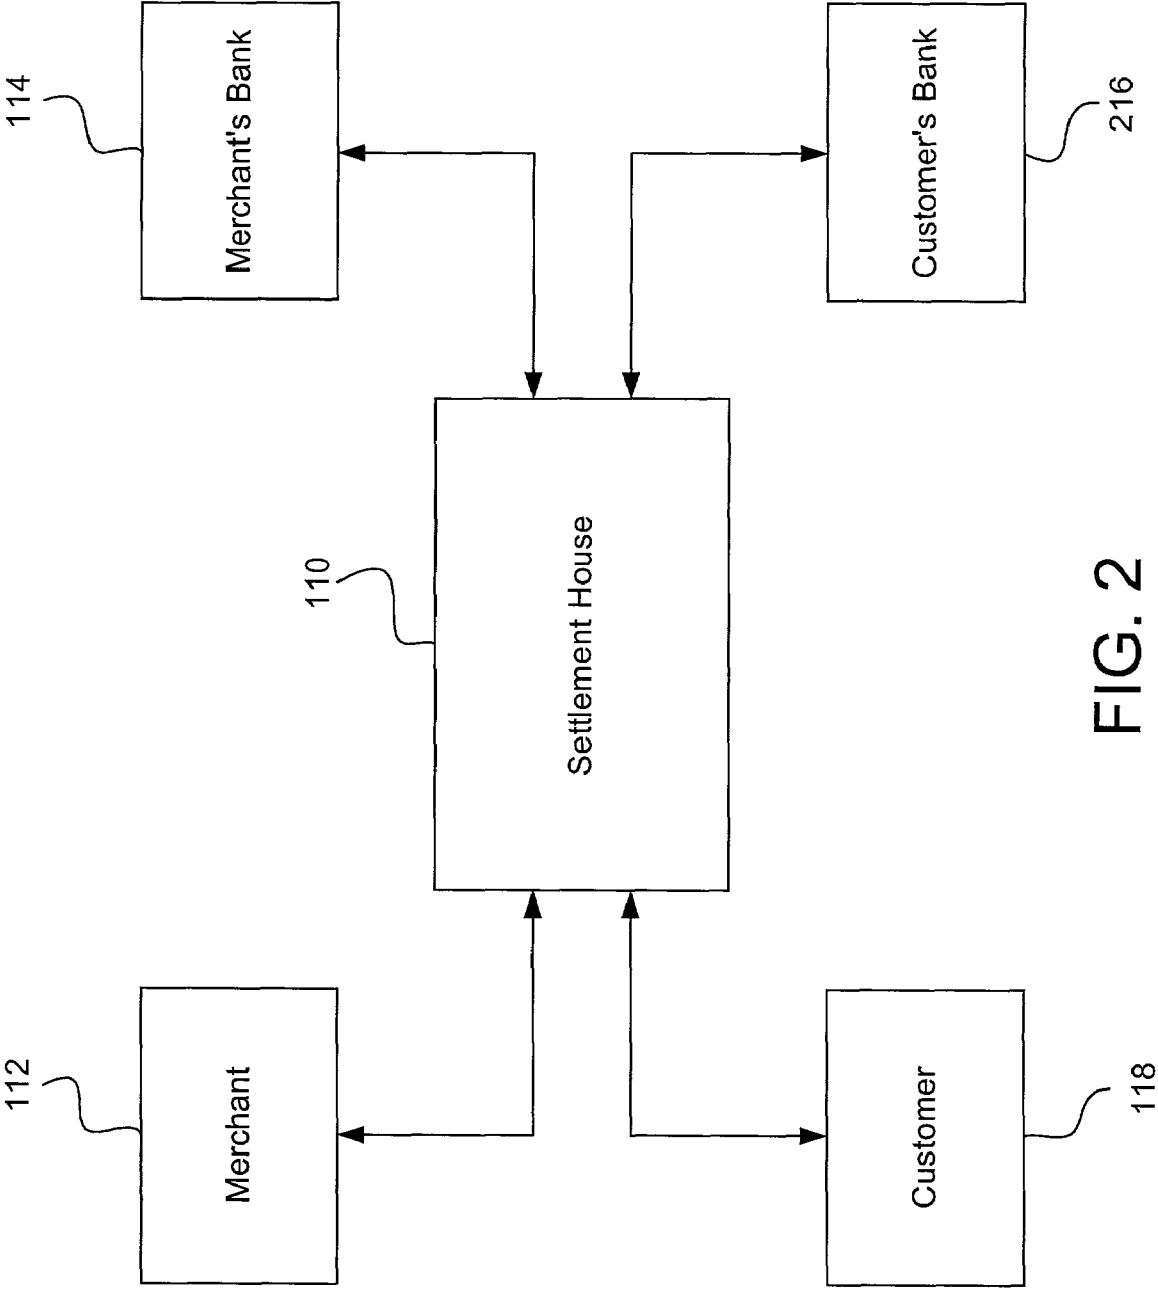 112
Merchant
114
Merchant's Bank
110
Settlement House
Customer
118
Customer's Bank
216
FIG. 2